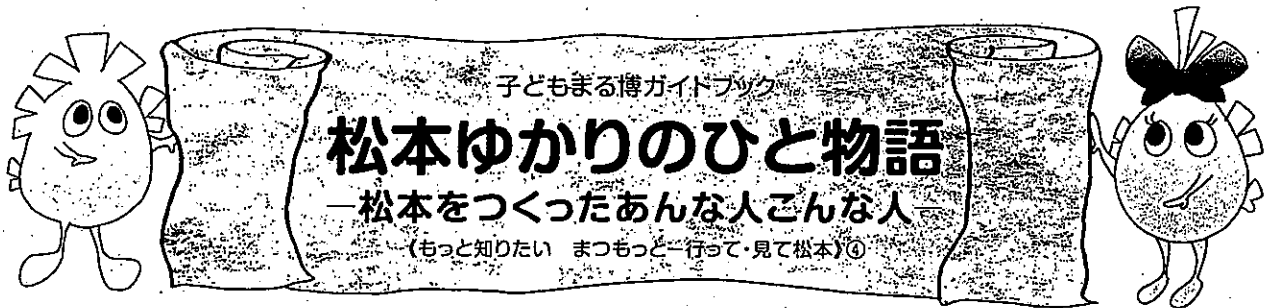 子どもまる博ガイドブック
松本ゆかりのひと物語
―松本をつくったあんな人こんな人―
《もっと知りたい　まつもっと―行って・見て松本》④